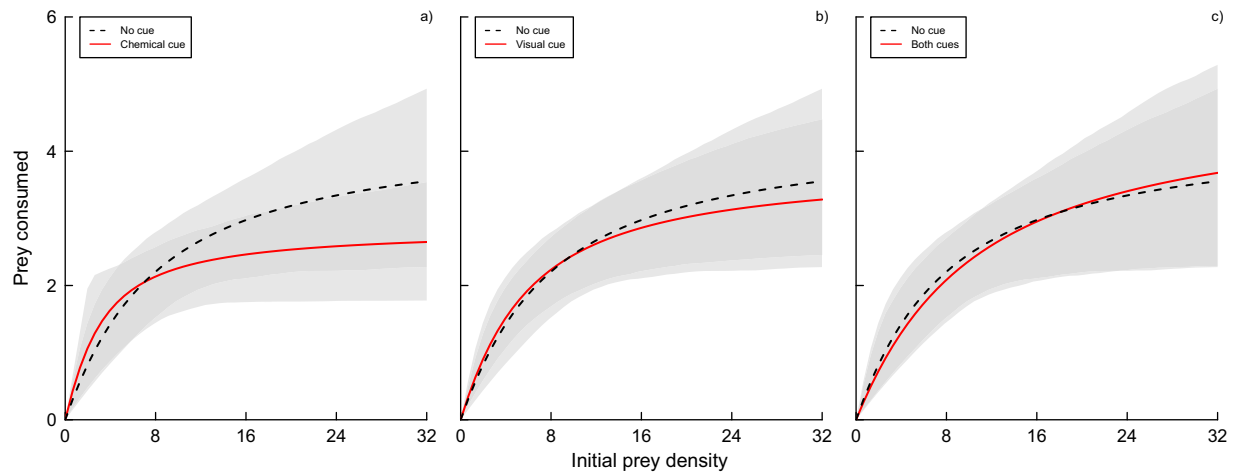 a)
No cue
Chemical cue
b)
No cue
Visual cue
c)
No cue
Both cues
Prey consumed
6
4
2
0
0 8 16 24 32
0 8 16 24 32
0 8 16 24 32
Initial prey density